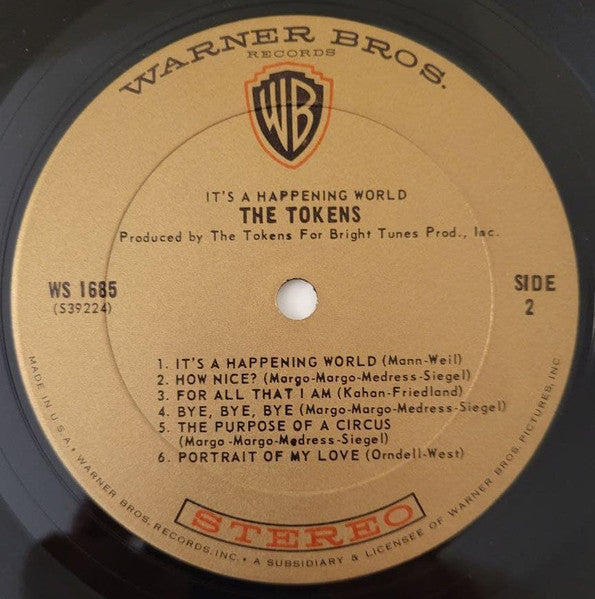 WARNER BROS.
RECORDS
WB
IT'S A HAPPENING WORLD
THE TOKENS
Produced by The Tokens For Bright Tunes Prod., Inc.
WS 1685
(S39224)
SIDE
2
1. IT'S A HAPPENING WORLD (Mann-Weil)
2. HOW NICE? (Margo-Margo-Medress-Siegel)
3. FOR ALL THAT I AM (Kahan-Friedland)
4. BYE, BYE, BYE (Margo-Margo-Medress-Siegel)
5. THE PURPOSE OF A CIRCUS
(Margo-Margo-Medress-Siegel)
6. PORTRAIT OF MY LOVE (Orndell-West)
STEREO
MADE IN U.S.A. • WARNER BROS. RECORDS, INC. • A SUBSIDIARY & LICENSEE OF WARNER BROS. PICTURES, INC.